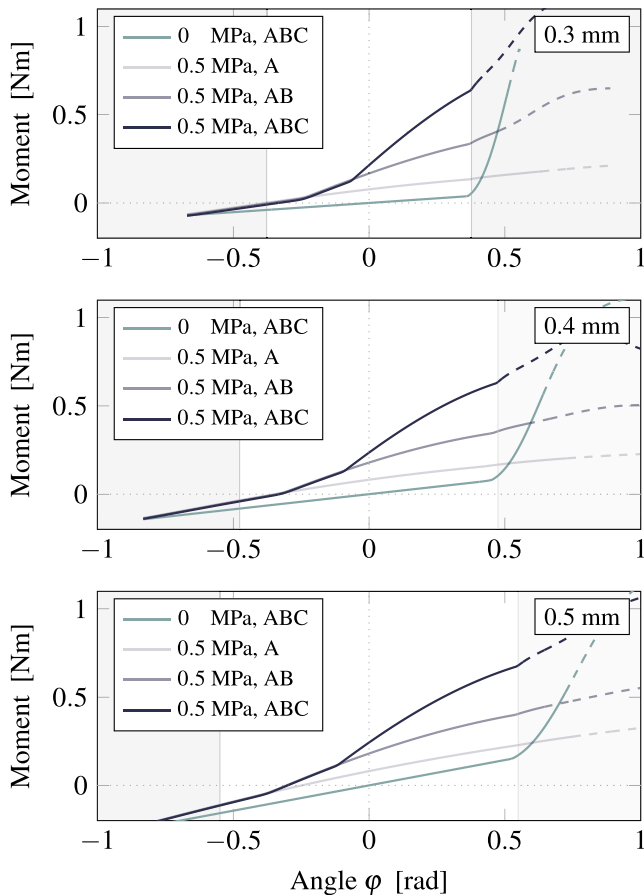 1
0.5
0
Moment [Nm]
0 MPa, ABC
0.5 MPa, A
0.5 MPa, AB
0.5 MPa, ABC
0.3 mm
−1 −0.5 0 0.5 1
1
0.5
0
Moment [Nm]
0 MPa, ABC
0.5 MPa, A
0.5 MPa, AB
0.5 MPa, ABC
0.4 mm
−1 −0.5 0 0.5 1
1
0.5
0
Moment [Nm]
0 MPa, ABC
0.5 MPa, A
0.5 MPa, AB
0.5 MPa, ABC
0.5 mm
−1 −0.5 0 0.5 1
Angle φ [rad]